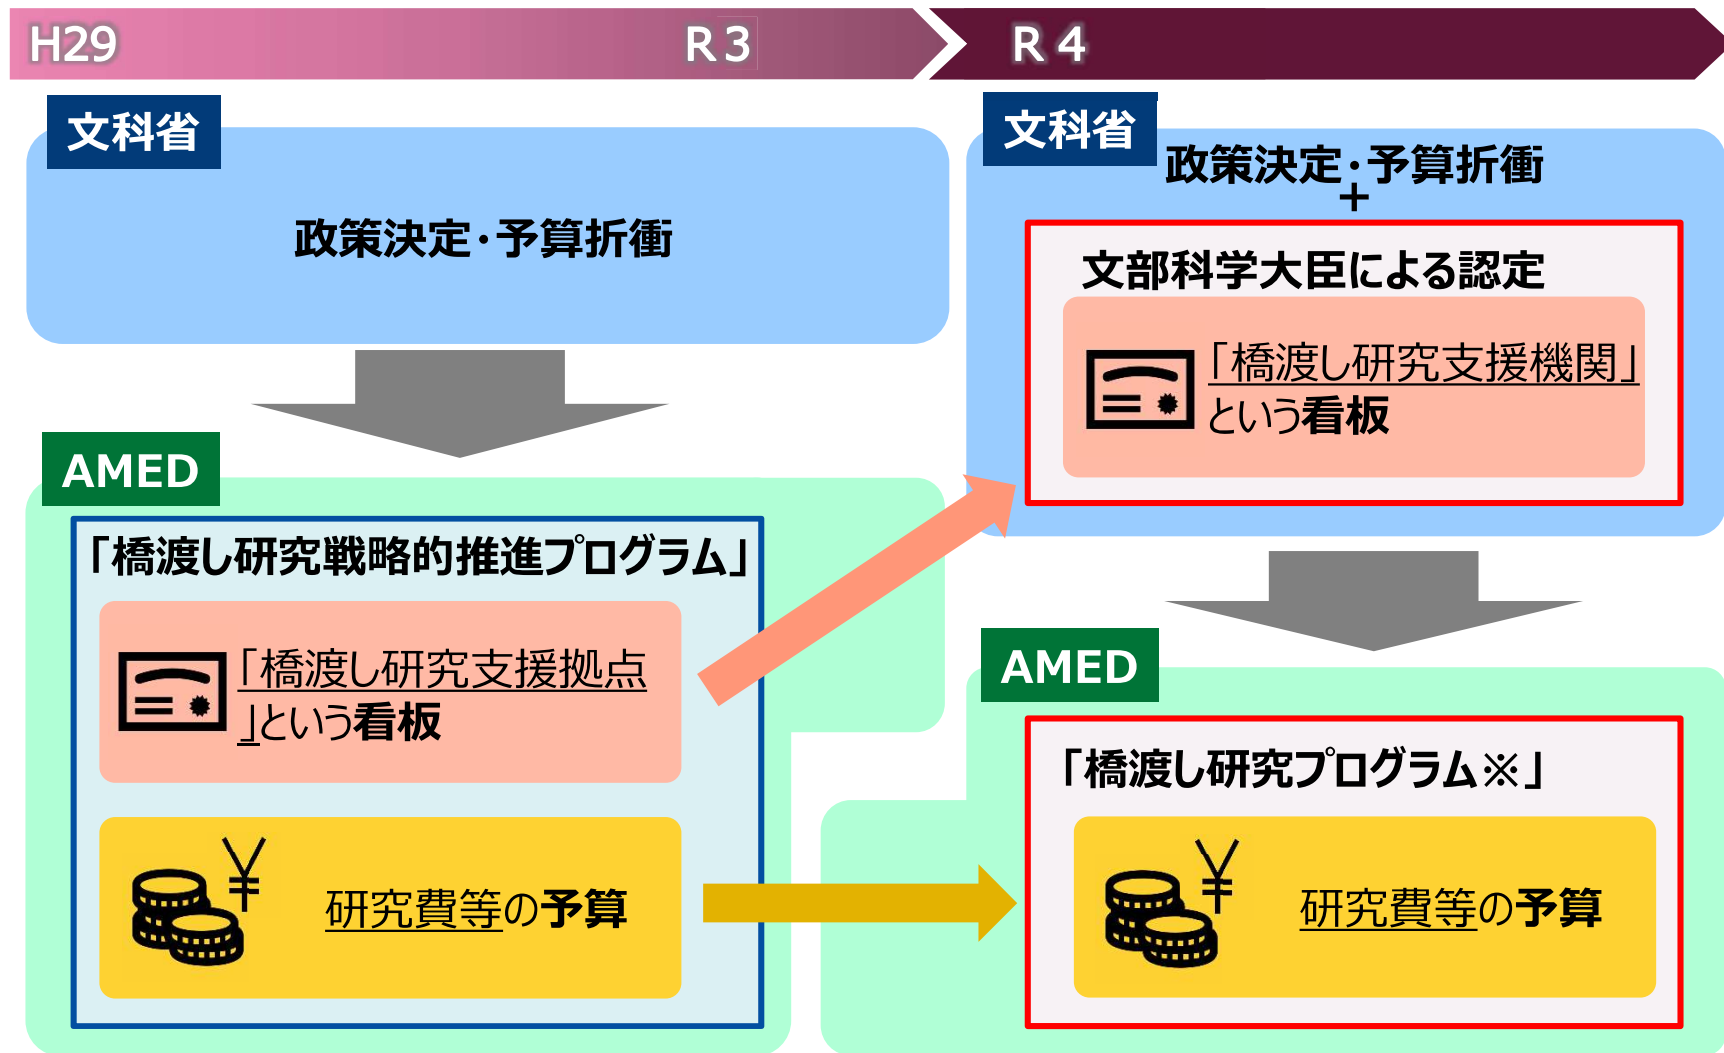 H29
R３
R４
文科省
政策決定・予算折衝
AMED
「橋渡し研究戦略的推進プログラム」
「橋渡し研究支援拠点
」という看板
¥
研究費等の予算
文科省
政策決定・予算折衝
+
文部科学大臣による認定
「橋渡し研究支援機関」
という看板
AMED
「橋渡し研究プログラム※」
¥
研究費等の予算